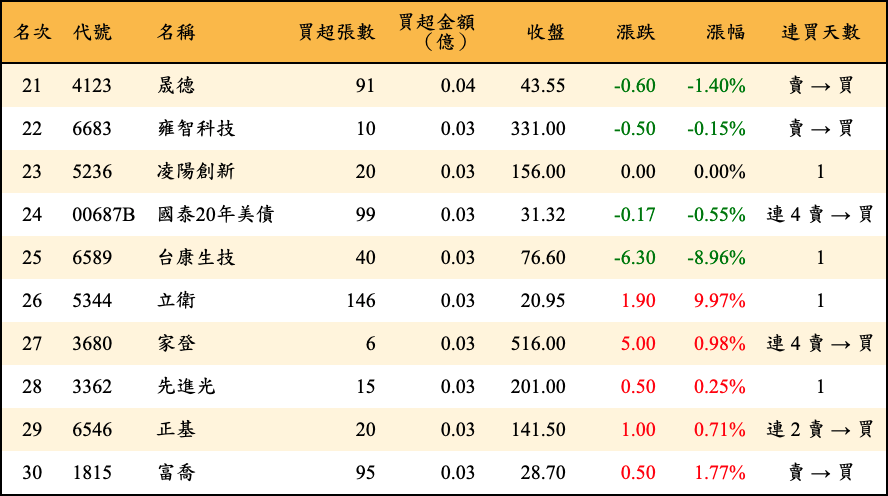 名次 代號 名稱 買超張數 買超金額（億） 收盤 漲跌 漲幅 連買天數
21 4123 晟德 91 0.04 43.55 -0.60 -1.40% 賣 → 買
22 6683 雍智科技 10 0.03 331.00 -0.50 -0.15% 賣 → 買
23 5236 凌陽創新 20 0.03 156.00 0.00 0.00% 1
24 00687B 國泰20年美債 99 0.03 31.32 -0.17 -0.55% 連 4 賣 → 買
25 6589 台康生技 40 0.03 76.60 -6.30 -8.96% 1
26 5344 立衛 146 0.03 20.95 1.90 9.97% 1
27 3680 家登 6 0.03 516.00 5.00 0.98% 連 4 賣 → 買
28 3362 先進光 15 0.03 201.00 0.50 0.25% 1
29 6546 正基 20 0.03 141.50 1.00 0.71% 連 2 賣 → 買
30 1815 富喬 95 0.03 28.70 0.50 1.77% 賣 → 買